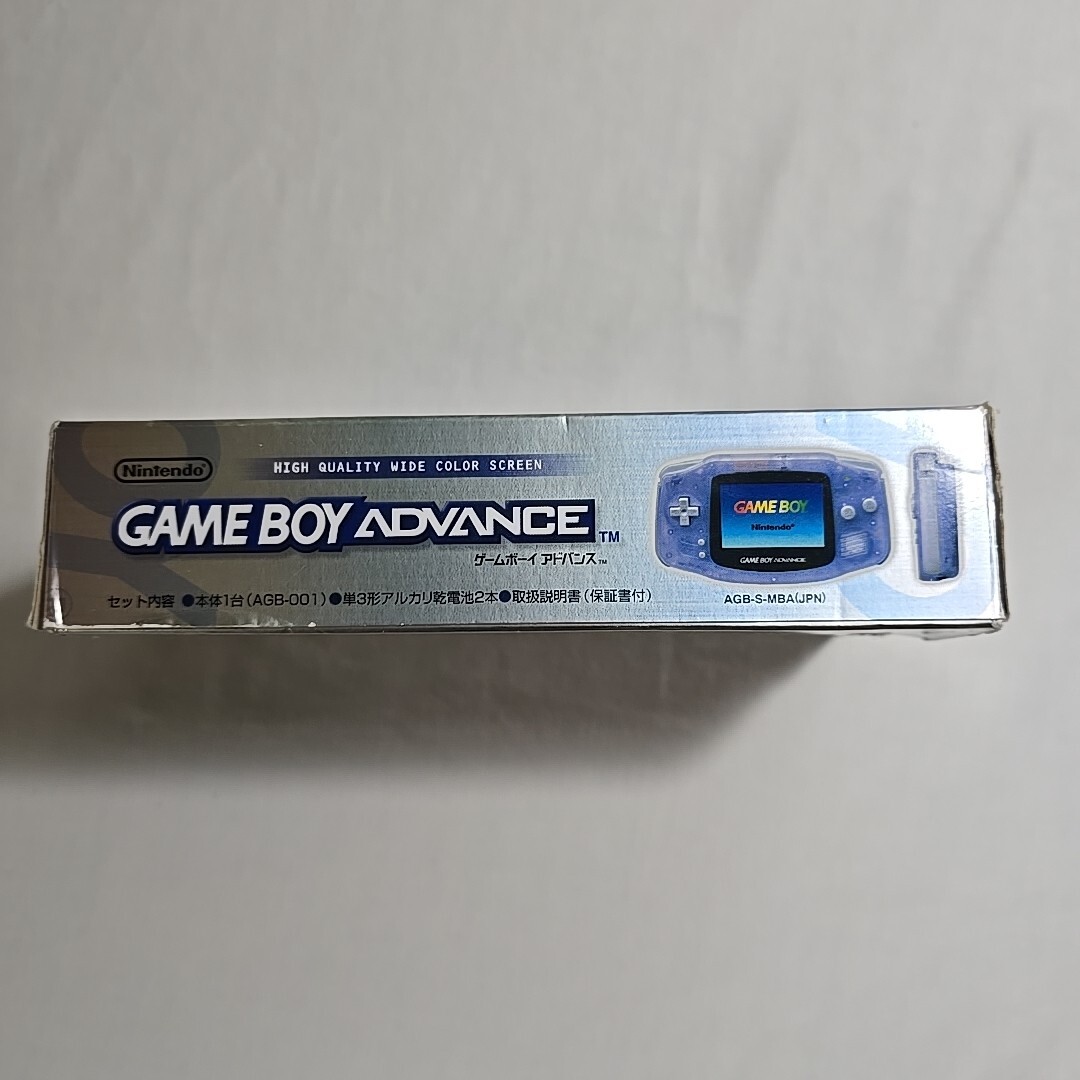 Nintendo
HIGH QUALITY WIDE COLOR SCREEN
GAME BOY ADVANCE™
ゲームボーイ アドバンス™
セット内容 ●本体1台(AGB-001)●単3形アルカリ乾電池2本●取扱説明書(保証書付)
GAME BOY
Nintendo®
GAME BOY ADVANCE
AGB-S-MBA(JPN)